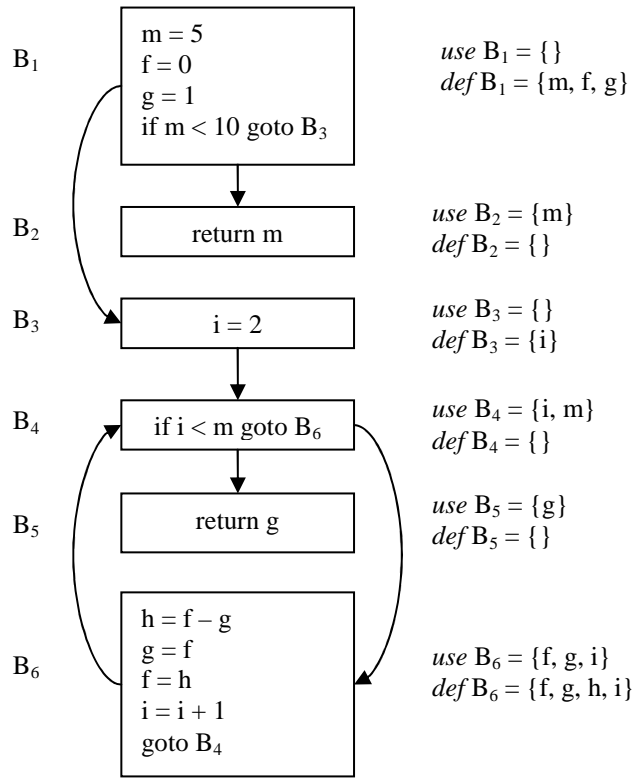 B₁
m = 5
f = 0
g = 1
if m < 10 goto B₃
use B₁ = {}
def B₁ = {m, f, g}
B₂
return m
use B₂ = {m}
def B₂ = {}
B₃
i = 2
use B₃ = {}
def B₃ = {i}
B₄
if i < m goto B₆
use B₄ = {i, m}
def B₄ = {}
B₅
return g
use B₅ = {g}
def B₅ = {}
B₆
h = f – g
g = f
f = h
i = i + 1
goto B₄
use B₆ = {f, g, i}
def B₆ = {f, g, h, i}